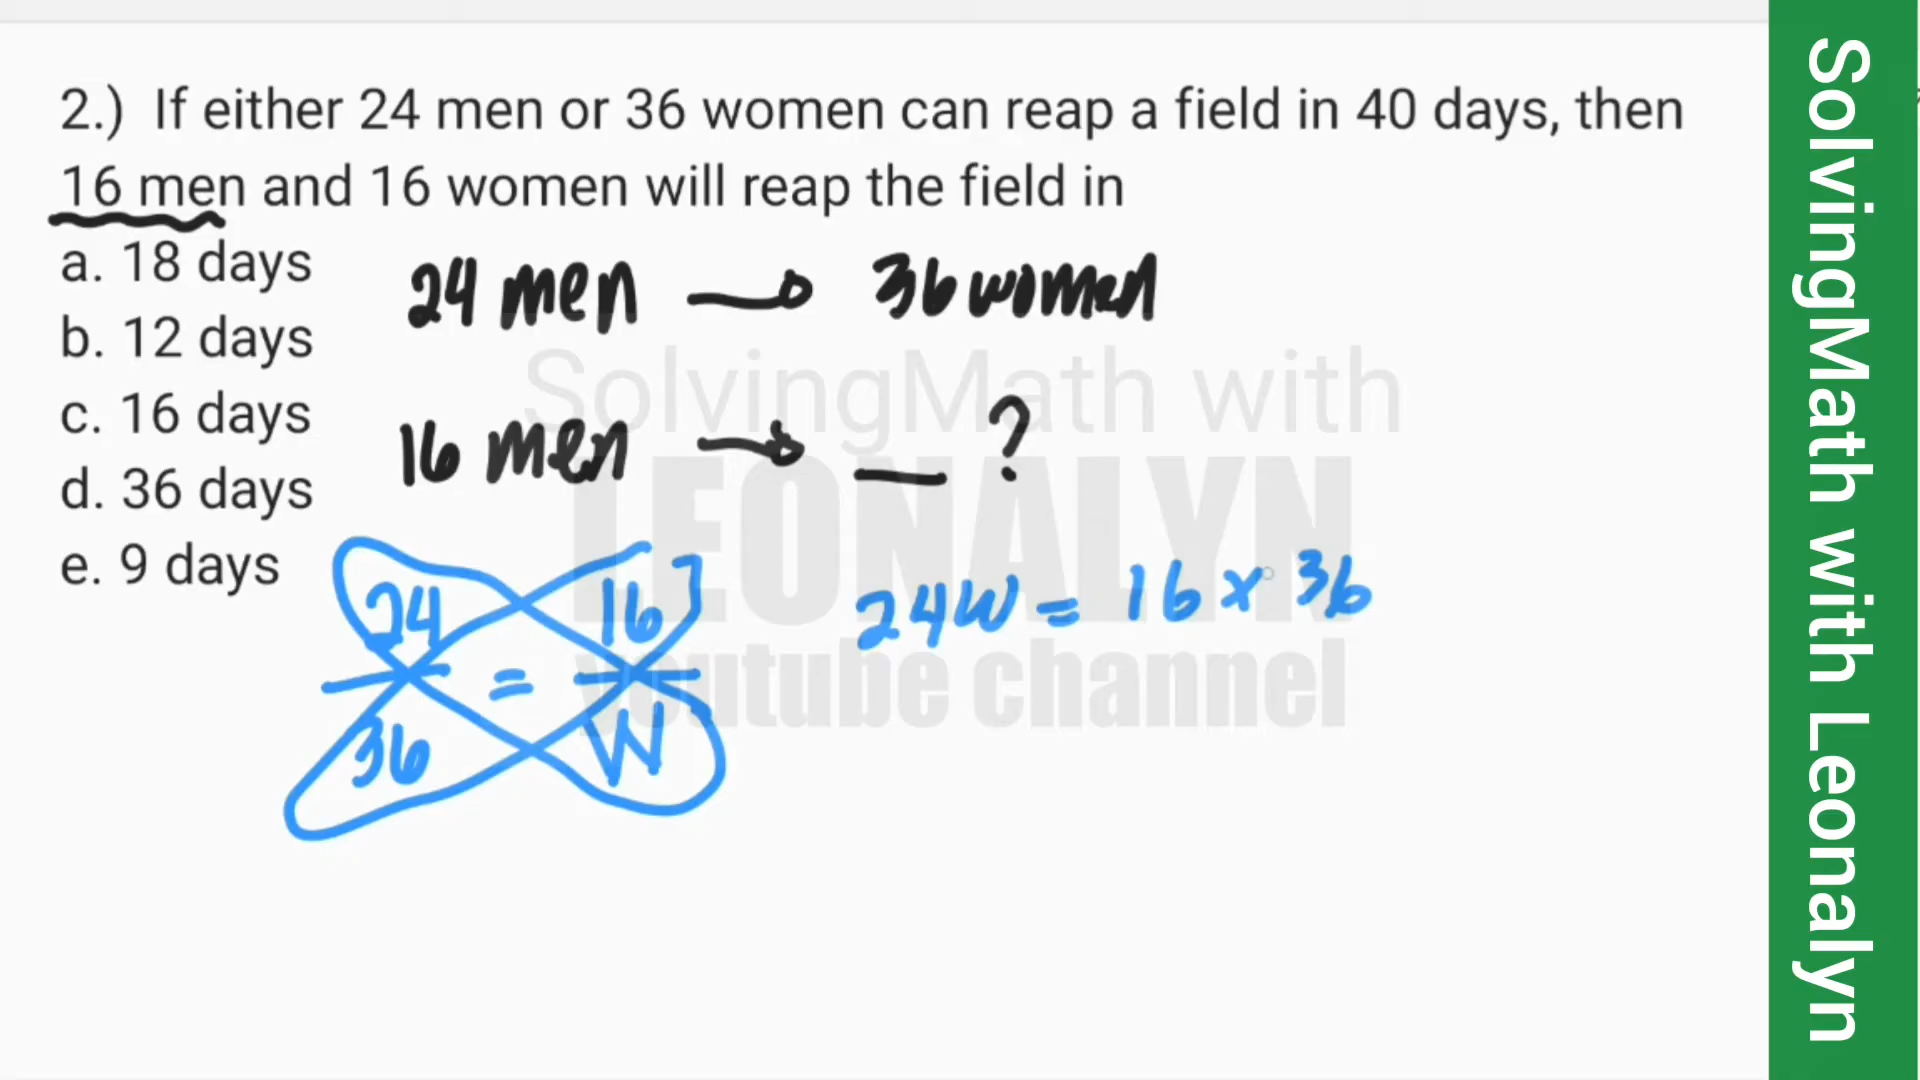 2.) If either 24 men or 36 women can reap a field in 40 days, then
16 men and 16 women will reap the field in
a. 18 days
b. 12 days
c. 16 days
d. 36 days
e. 9 days
24 men → 36 women
16 men → _ ?
24 = 16
36 W
24W = 16 x 36
SolvingMath with
LEONALYN
youtube channel
SolvingMath with Leonalyn